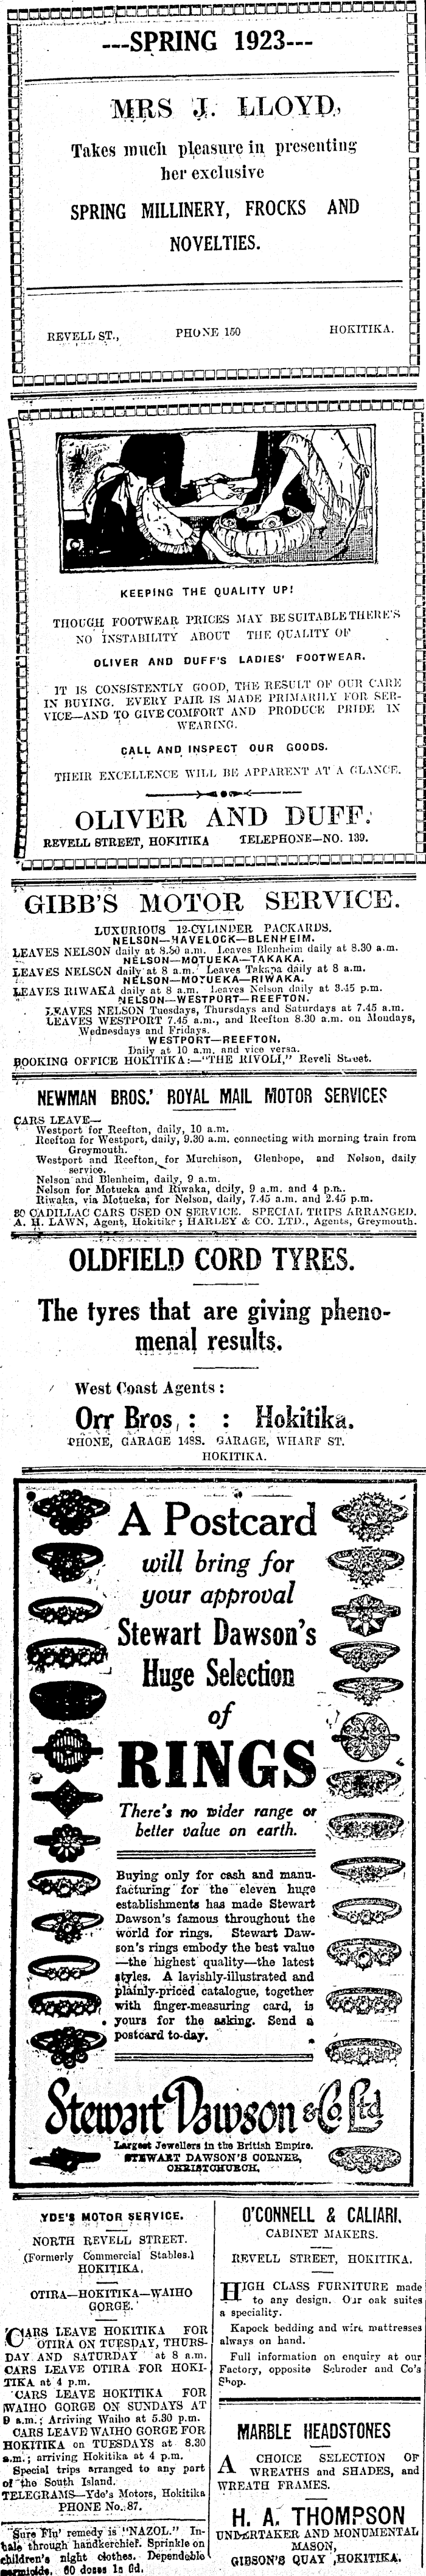 ---SPRING 1923---
MRS J. LLOYD,
Takes much pleasure in presenting
her exclusive
SPRING MILLINERY, FROCKS AND
NOVELTIES.
REVELL ST., PHONE 150 HOKITIKA.
KEEPING THE QUALITY UP!
THOUGH FOOTWEAR PRICES MAY BE SUITABLE THERE'S
NO INSTABILITY ABOUT THE QUALITY OF
OLIVER AND DUFF'S LADIES' FOOTWEAR.
IT IS CONSISTENTLY GOOD, THE RESULT OF OUR CARE
IN BUYING. EVERY PAIR IS MADE PRIMARILY FOR SER-
VICE—AND TO GIVE COMFORT AND PRODUCE PRIDE IN
WEARING.
CALL AND INSPECT OUR GOODS.
THEIR EXCELLENCE WILL BE APPARENT AT A GLANCE.
OLIVER AND DUFF.
REVELL STREET, HOKITIKA TELEPHONE—NO. 139.
GIBB'S MOTOR SERVICE.
LUXURIOUS 12-CYLINDER PACKARDS.
NELSON—HAVELOCK—BLENHEIM.
LEAVES NELSON daily at 8.30 a.m. Leaves Blenheim daily at 8.30 a.m.
NELSON—MOTUEKA—TAKAKA.
LEAVES NELSON daily at 8 a.m. Leaves Takaka daily at 8 a.m.
NELSON—MOTUEKA—RIWAKA.
LEAVES RIWAKA daily at 8 a.m. Leaves Nelson daily at 3.45 p.m.
NELSON—WESTPORT—REEFTON.
LEAVES NELSON Tuesdays, Thursdays and Saturdays at 7.45 a.m.
LEAVES WESTPORT 7.45 a.m., and Reefton 8.30 a.m. on Mondays,
Wednesdays and Fridays.
WESTPORT—REEFTON.
Daily at 10 a.m. and vice versa.
BOOKING OFFICE HOKITIKA:—"THE RIVOLI," Revell Street.
NEWMAN BROS.' ROYAL MAIL MOTOR SERVICES
CARS LEAVE—
Westport for Reefton, daily, 10 a.m.
Reefton for Westport, daily, 9.30 a.m. connecting with morning train from
Greymouth.
Westport and Reefton, for Murchison, Glenhope, and Nelson, daily
service.
Nelson and Blenheim, daily, 9 a.m.
Nelson for Motueka and Riwaka, daily, 9 a.m. and 4 p.m.
Riwaka, via Motueka, for Nelson, daily, 7.45 a.m. and 2.45 p.m.
30 CADILLAC CARS USED ON SERVICE. SPECIAL TRIPS ARRANGED.
A. H. LAWN, Agent, Hokitika; HARLEY & CO. LTD., Agents, Greymouth.
OLDFIELD CORD TYRES.
The tyres that are giving pheno-
menal results.
West Coast Agents :
Orr Bros, : : Hokitika.
PHONE, GARAGE 148S. GARAGE, WHARF ST.
HOKITIKA.
A Postcard
will bring for
your approval
Stewart Dawson's
Huge Selection
of
RINGS
There's no wider range or
better value on earth.
Buying only for cash and manu-
facturing for the eleven huge
establishments has made Stewart
Dawson's famous throughout the
world for rings. Stewart Daw-
son's rings embody the best value
—the highest quality—the latest
styles. A lavishly-illustrated and
plainly-priced catalogue, together
with finger-measuring card, is
yours for the asking. Send a
postcard to-day.
Stewart Dawson & Co Ltd
Largest Jewellers in the British Empire.
STEWART DAWSON'S CORNER,
CHRISTCHURCH.
YDE'S MOTOR SERVICE.
NORTH REVELL STREET.
(Formerly Commercial Stables.)
HOKITIKA,
OTIRA—HOKITIKA—WAIHO
GORGE.
CARS LEAVE HOKITIKA FOR
OTIRA ON TUESDAY, THURS-
DAY AND SATURDAY at 8 a.m.
CARS LEAVE OTIRA FOR HOKI-
TIKA at 4 p.m.
CARS LEAVE HOKITIKA FOR
WAIHO GORGE ON SUNDAYS AT
9 a.m.; Arriving Waiho at 5.30 p.m.
CARS LEAVE WAIHO GORGE FOR
HOKITIKA on TUESDAYS at 8.30
a.m.; arriving Hokitika at 4 p.m.
Special trips arranged to any part
of the South Island.
TELEGRAMS—Yde's Motors, Hokitika
PHONE No. 87.
"Sure Flu' remedy is "NAZOL." In-
hale through handkerchief. Sprinkle on
children's night clothes. Dependable
germicide. 60 doses 1s 6d.
O'CONNELL & CALIARI.
CABINET MAKERS.
REVELL STREET, HOKITIKA.
HIGH CLASS FURNITURE made
to any design. Our oak suites
a speciality.
Kapock bedding and wire mattresses
always on hand.
Full information on enquiry at our
Factory, opposite Schroder and Co's
Shop.
MARBLE HEADSTONES
A CHOICE SELECTION OF
WREATHS and SHADES, and
WREATH FRAMES.
H. A. THOMPSON
UNDERTAKER AND MONUMENTAL
MASON,
GIBSON'S QUAY, HOKITIKA.